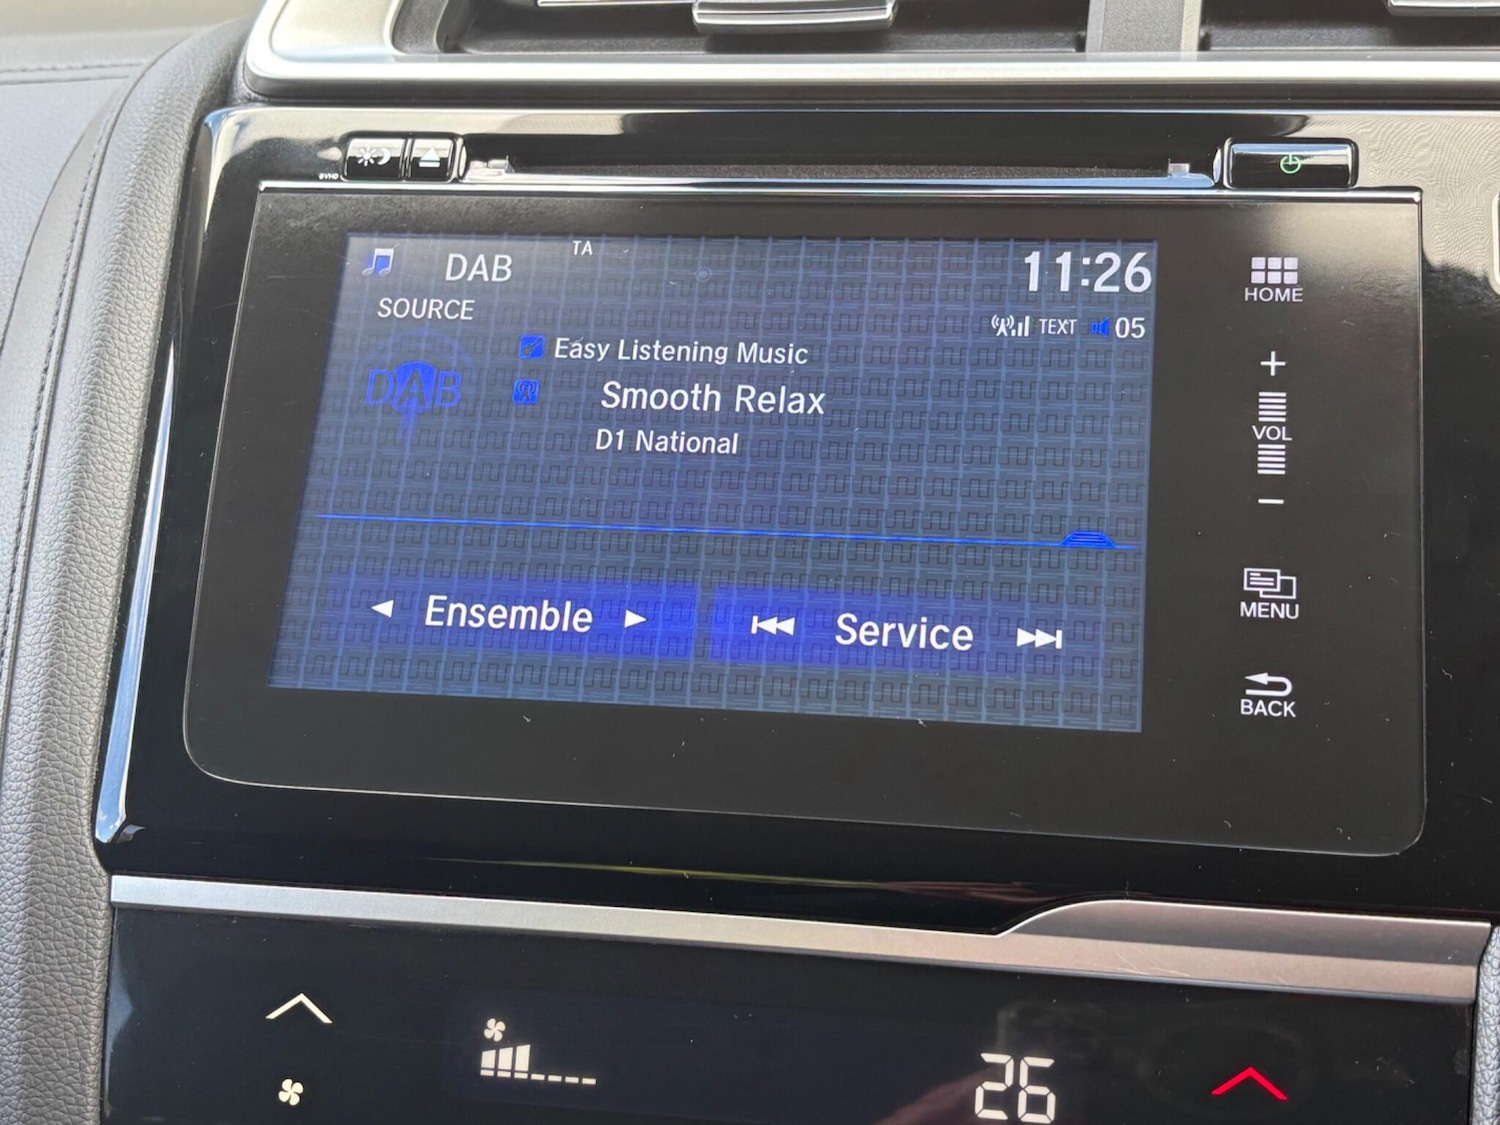 TA
DAB
11:26
SOURCE
TEXT 05
Easy Listening Music
DAB
Smooth Relax
D1 National
Ensemble
Service
HOME
+
VOL
−
MENU
BACK
26